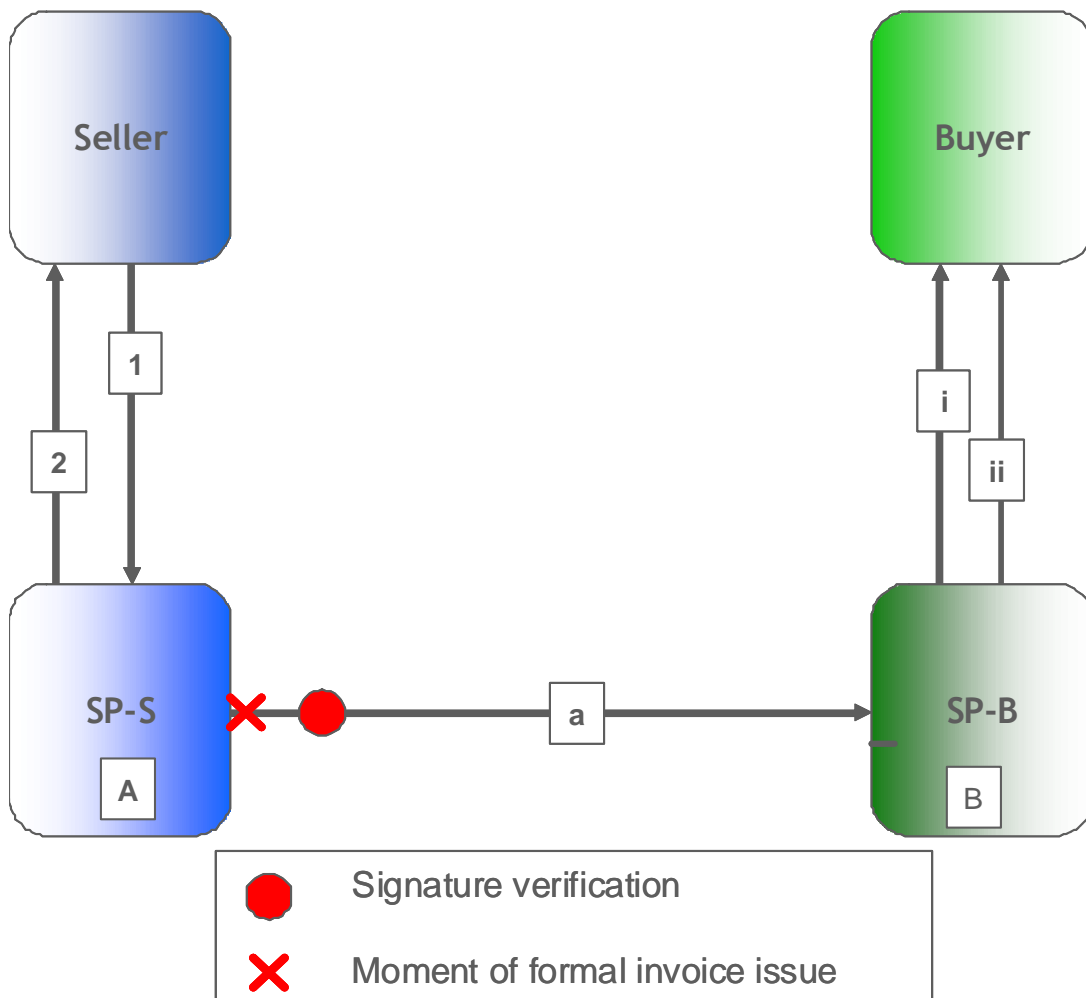 Seller
Buyer
1
i
2
ii
SP-S
a
SP-B
A
B
Signature verification
Moment of formal invoice issue